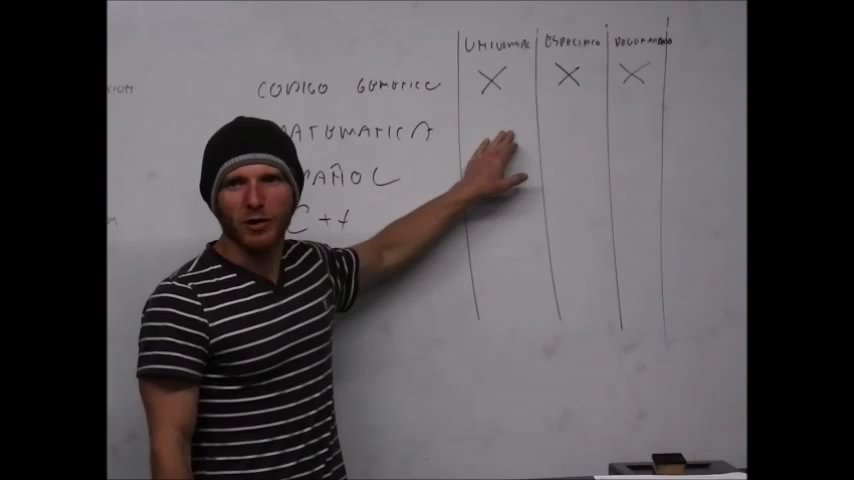 UNIVERSAL ESPECIFICO
CODIGO GENETICO X X X
MATEMATICA
PAÑOL
C++